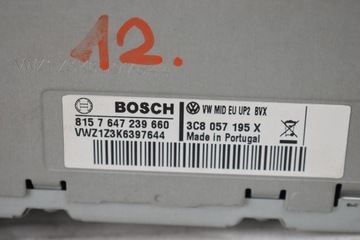 12.
BOSCH
VW MID EU UP2 BVX
815 7 647 239 660
3C8 057 195 X
VWZ1Z3K6397644
Made in Portugal